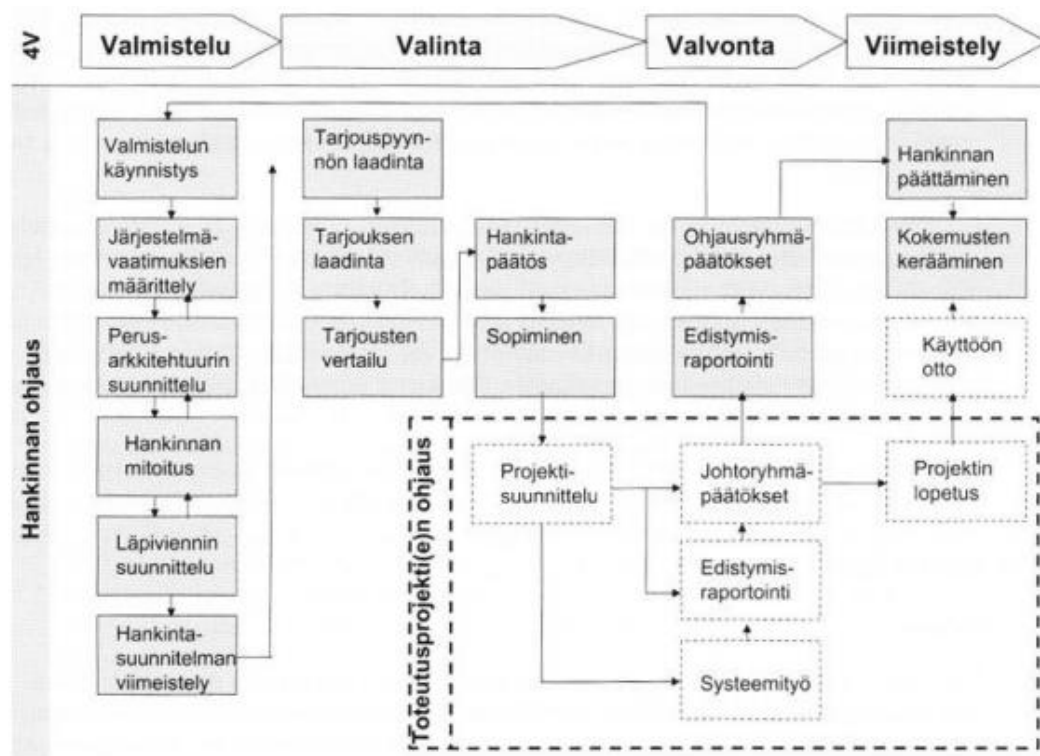 4V
Valmistelu
Valinta
Valvonta
Viimeistely
Hankinnan ohjaus
Valmistelun
käynnistys
Järjestelmä-
vaatimuksien
määrittely
Perus-
arkkitehtuurin
suunnittelu
Hankinnan
mitoitus
Läpiviennin
suunnittelu
Hankinta-
suunnitelman
viimeistely
Tarjouspyyn-
nön laadinta
Tarjouksen
laadinta
Tarjousten
vertailu
Hankinta-
päätös
Sopiminen
Ohjausryhmä-
päätökset
Edistymis-
raportointi
Hankinnan
päättäminen
Kokemusten
kerääminen
Käyttöön
otto
Toteutusprojekti(e)n ohjaus
Projekti-
suunnittelu
Johtoryhmä-
päätökset
Edistymis-
raportointi
Systeemityö
Projektin
lopetus